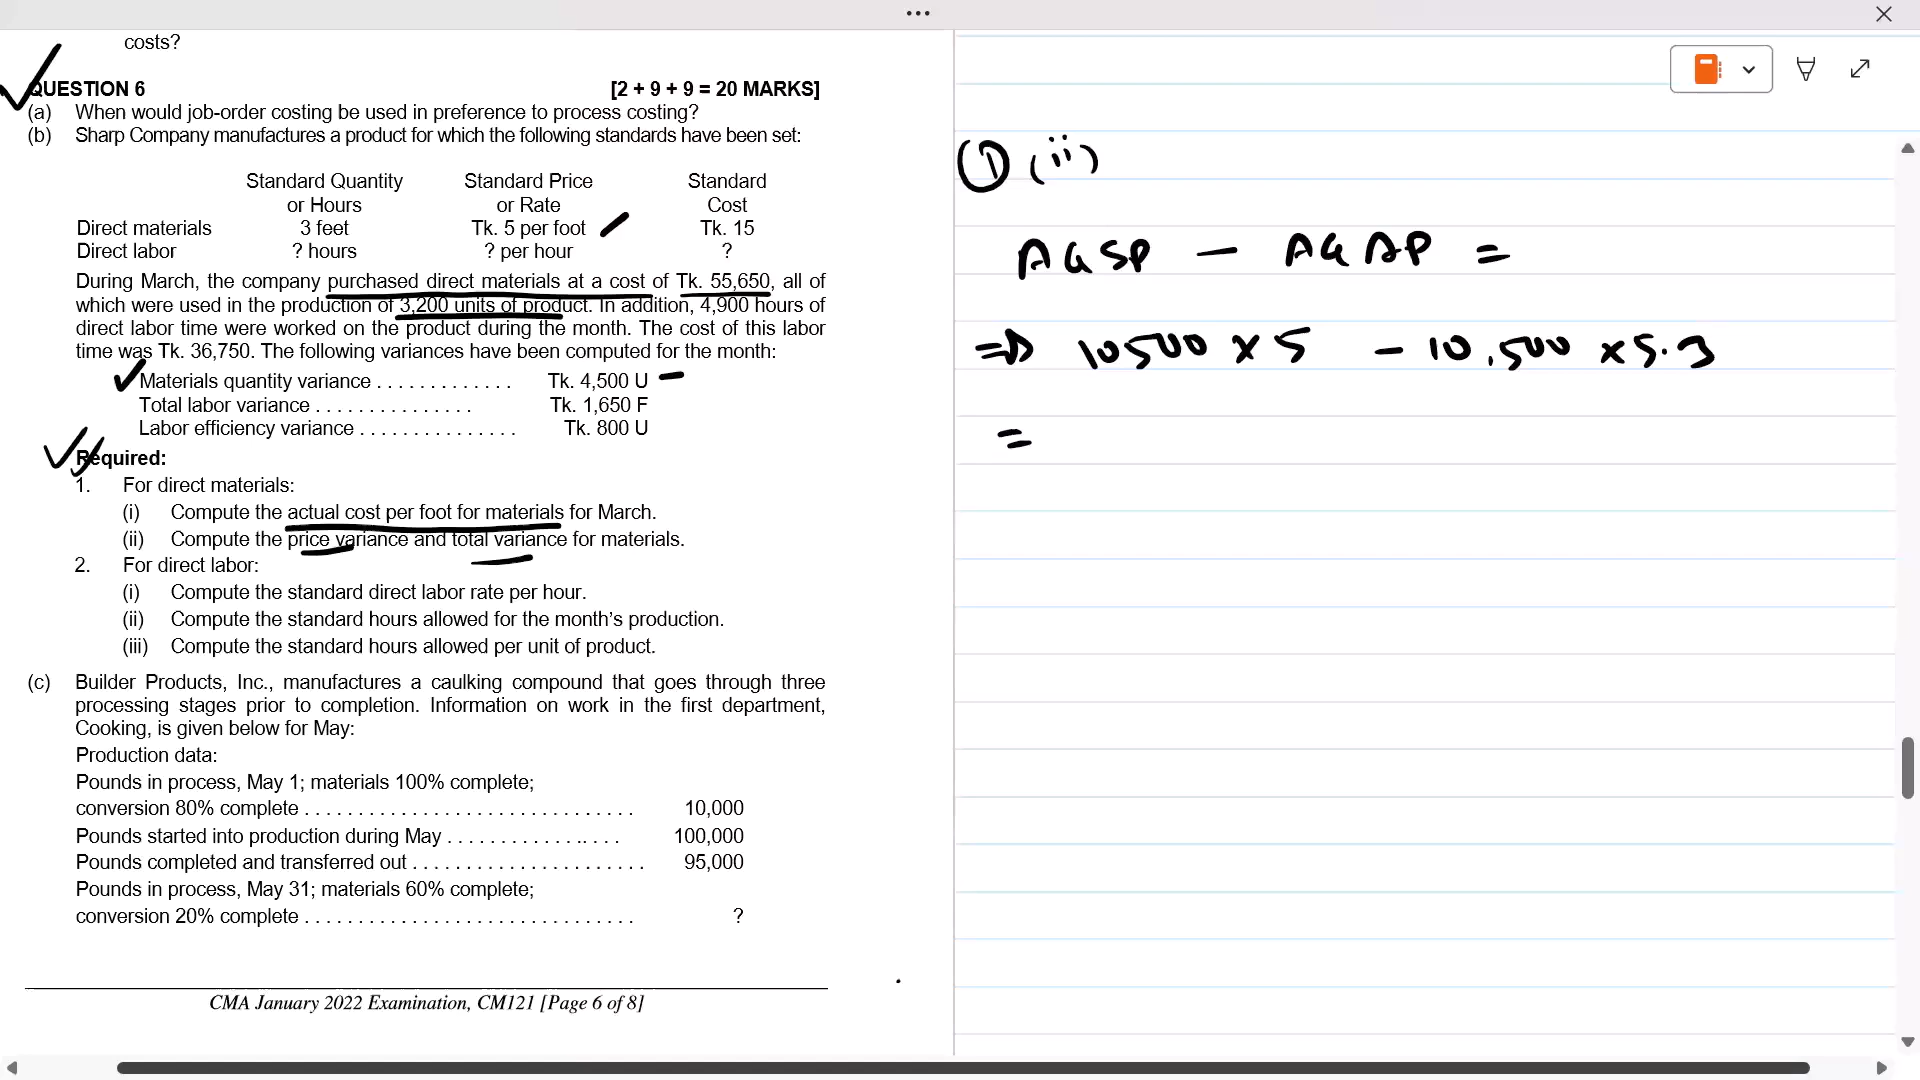 costs?
QUESTION 6 [2 + 9 + 9 = 20 MARKS]
(a) When would job-order costing be used in preference to process costing?
(b) Sharp Company manufactures a product for which the following standards have been set:
Standard Quantity Standard Price Standard
or Hours or Rate Cost
Direct materials 3 feet Tk. 5 per foot Tk. 15
Direct labor ? hours ? per hour ?
During March, the company purchased direct materials at a cost of Tk. 55,650, all of
which were used in the production of 3,200 units of product. In addition, 4,900 hours of
direct labor time were worked on the product during the month. The cost of this labor
time was Tk. 36,750. The following variances have been computed for the month:
Materials quantity variance . . . . . . . . . . . . . Tk. 4,500 U
Total labor variance . . . . . . . . . . . . . . . Tk. 1,650 F
Labor efficiency variance . . . . . . . . . . . . . . . Tk. 800 U
Required:
1. For direct materials:
(i) Compute the actual cost per foot for materials for March.
(ii) Compute the price variance and total variance for materials.
2. For direct labor:
(i) Compute the standard direct labor rate per hour.
(ii) Compute the standard hours allowed for the month's production.
(iii) Compute the standard hours allowed per unit of product.
(c) Builder Products, Inc., manufactures a caulking compound that goes through three
processing stages prior to completion. Information on work in the first department,
Cooking, is given below for May:
Production data:
Pounds in process, May 1; materials 100% complete;
conversion 80% complete . . . . . . . . . . . . . . . . . . . . . . . . . . . . . . . 10,000
Pounds started into production during May . . . . . . . . . . . . . .. . . . 100,000
Pounds completed and transferred out . . . . . . . . . . . . . . . . . . . . . . 95,000
Pounds in process, May 31; materials 60% complete;
conversion 20% complete . . . . . . . . . . . . . . . . . . . . . . . . . . . . . . . ?
CMA January 2022 Examination, CM121 [Page 6 of 8]
① (ii)
AQSP - AQAP =
⇒ 10500 × 5 - 10,500 × 5.3
=